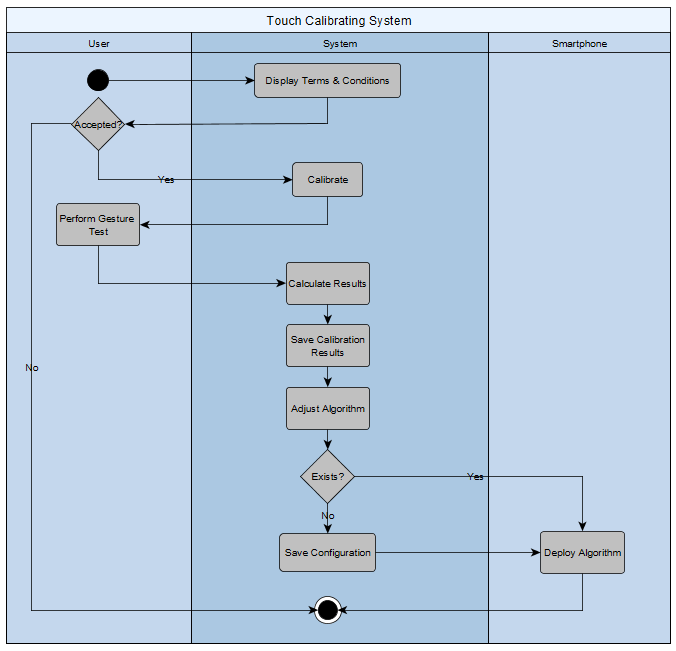 Touch Calibrating System
User
System
Smartphone
Display Terms & Conditions
Accepted?
Yes
Calibrate
Perform Gesture
Test
Calculate Results
Save Calibration
Results
No
Adjust Algorithm
Exists?
Yes
No
Save Configuration
Deploy Algorithm